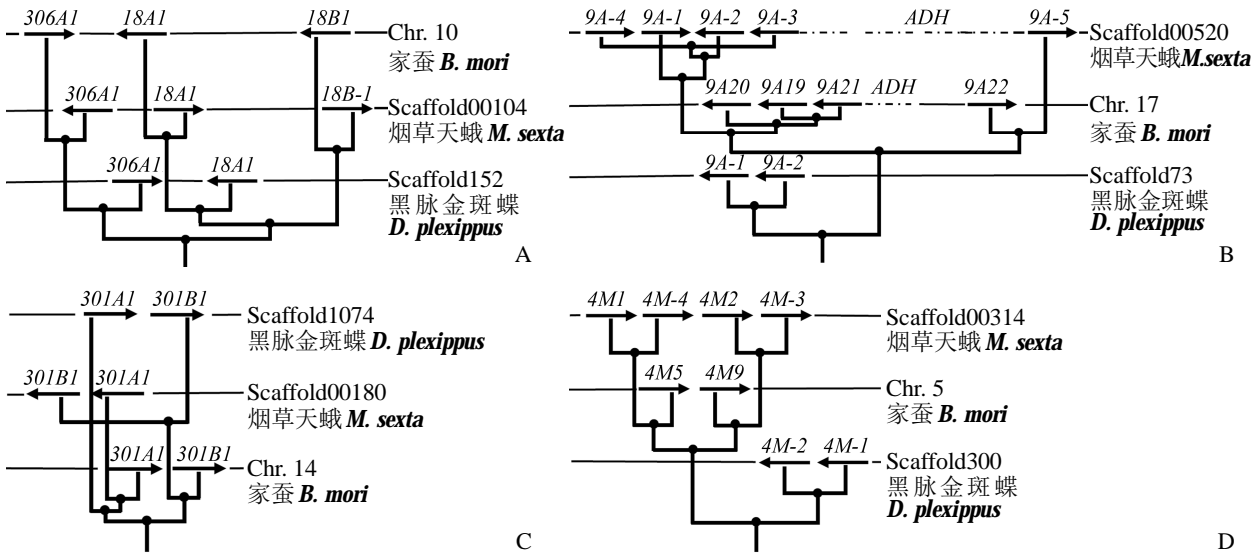 306A1 18A1 18B1 Chr. 10
家蚕 B. mori
306A1 18A1 18B-1 Scaffold00104
烟草天蛾 M. sexta
306A1 18A1 Scaffold152
黑脉金斑蝶
D. plexippus
A
9A-4 9A-1 9A-2 9A-3 ADH 9A-5 Scaffold00520
烟草天蛾M.sexta
9A20 9A19 9A21 ADH 9A22 Chr. 17
家蚕 B. mori
9A-1 9A-2 Scaffold73
黑脉金斑蝶
D. plexippus
B
301A1 301B1 Scaffold1074
黑脉金斑蝶 D. plexippus
301B1 301A1 Scaffold00180
烟草天蛾 M. sexta
301A1 301B1 Chr. 14
家蚕 B. mori
C
4M1 4M-4 4M2 4M-3 Scaffold00314
烟草天蛾 M. sexta
4M5 4M9 Chr. 5
家蚕 B. mori
4M-2 4M-1 Scaffold300
黑脉金斑蝶
D. plexippus
D